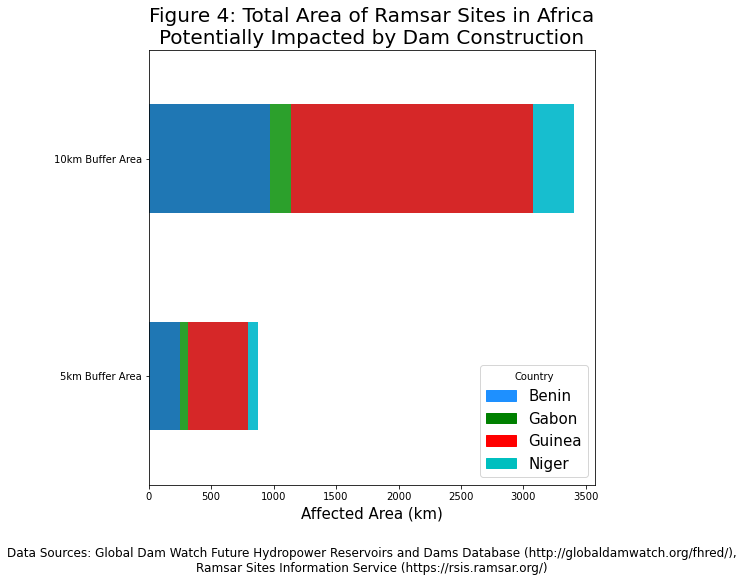 Figure 4: Total Area of Ramsar Sites in Africa
Potentially Impacted by Dam Construction
10km Buffer Area
5km Buffer Area
Country
Benin
Gabon
Guinea
Niger
0 500 1000 1500 2000 2500 3000 3500
Affected Area (km)
Data Sources: Global Dam Watch Future Hydropower Reservoirs and Dams Database (http://globaldamwatch.org/fhred/),
Ramsar Sites Information Service (https://rsis.ramsar.org/)